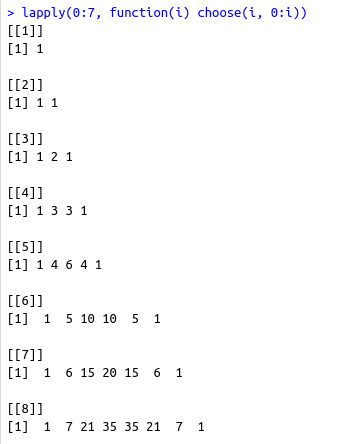 > lapply(0:7, function(i) choose(i, 0:i))
[[1]]
[1] 1

[[2]]
[1] 1 1

[[3]]
[1] 1 2 1

[[4]]
[1] 1 3 3 1

[[5]]
[1] 1 4 6 4 1

[[6]]
[1]  1  5 10 10  5  1

[[7]]
[1]  1  6 15 20 15  6  1

[[8]]
[1]  1  7 21 35 35 21  7  1